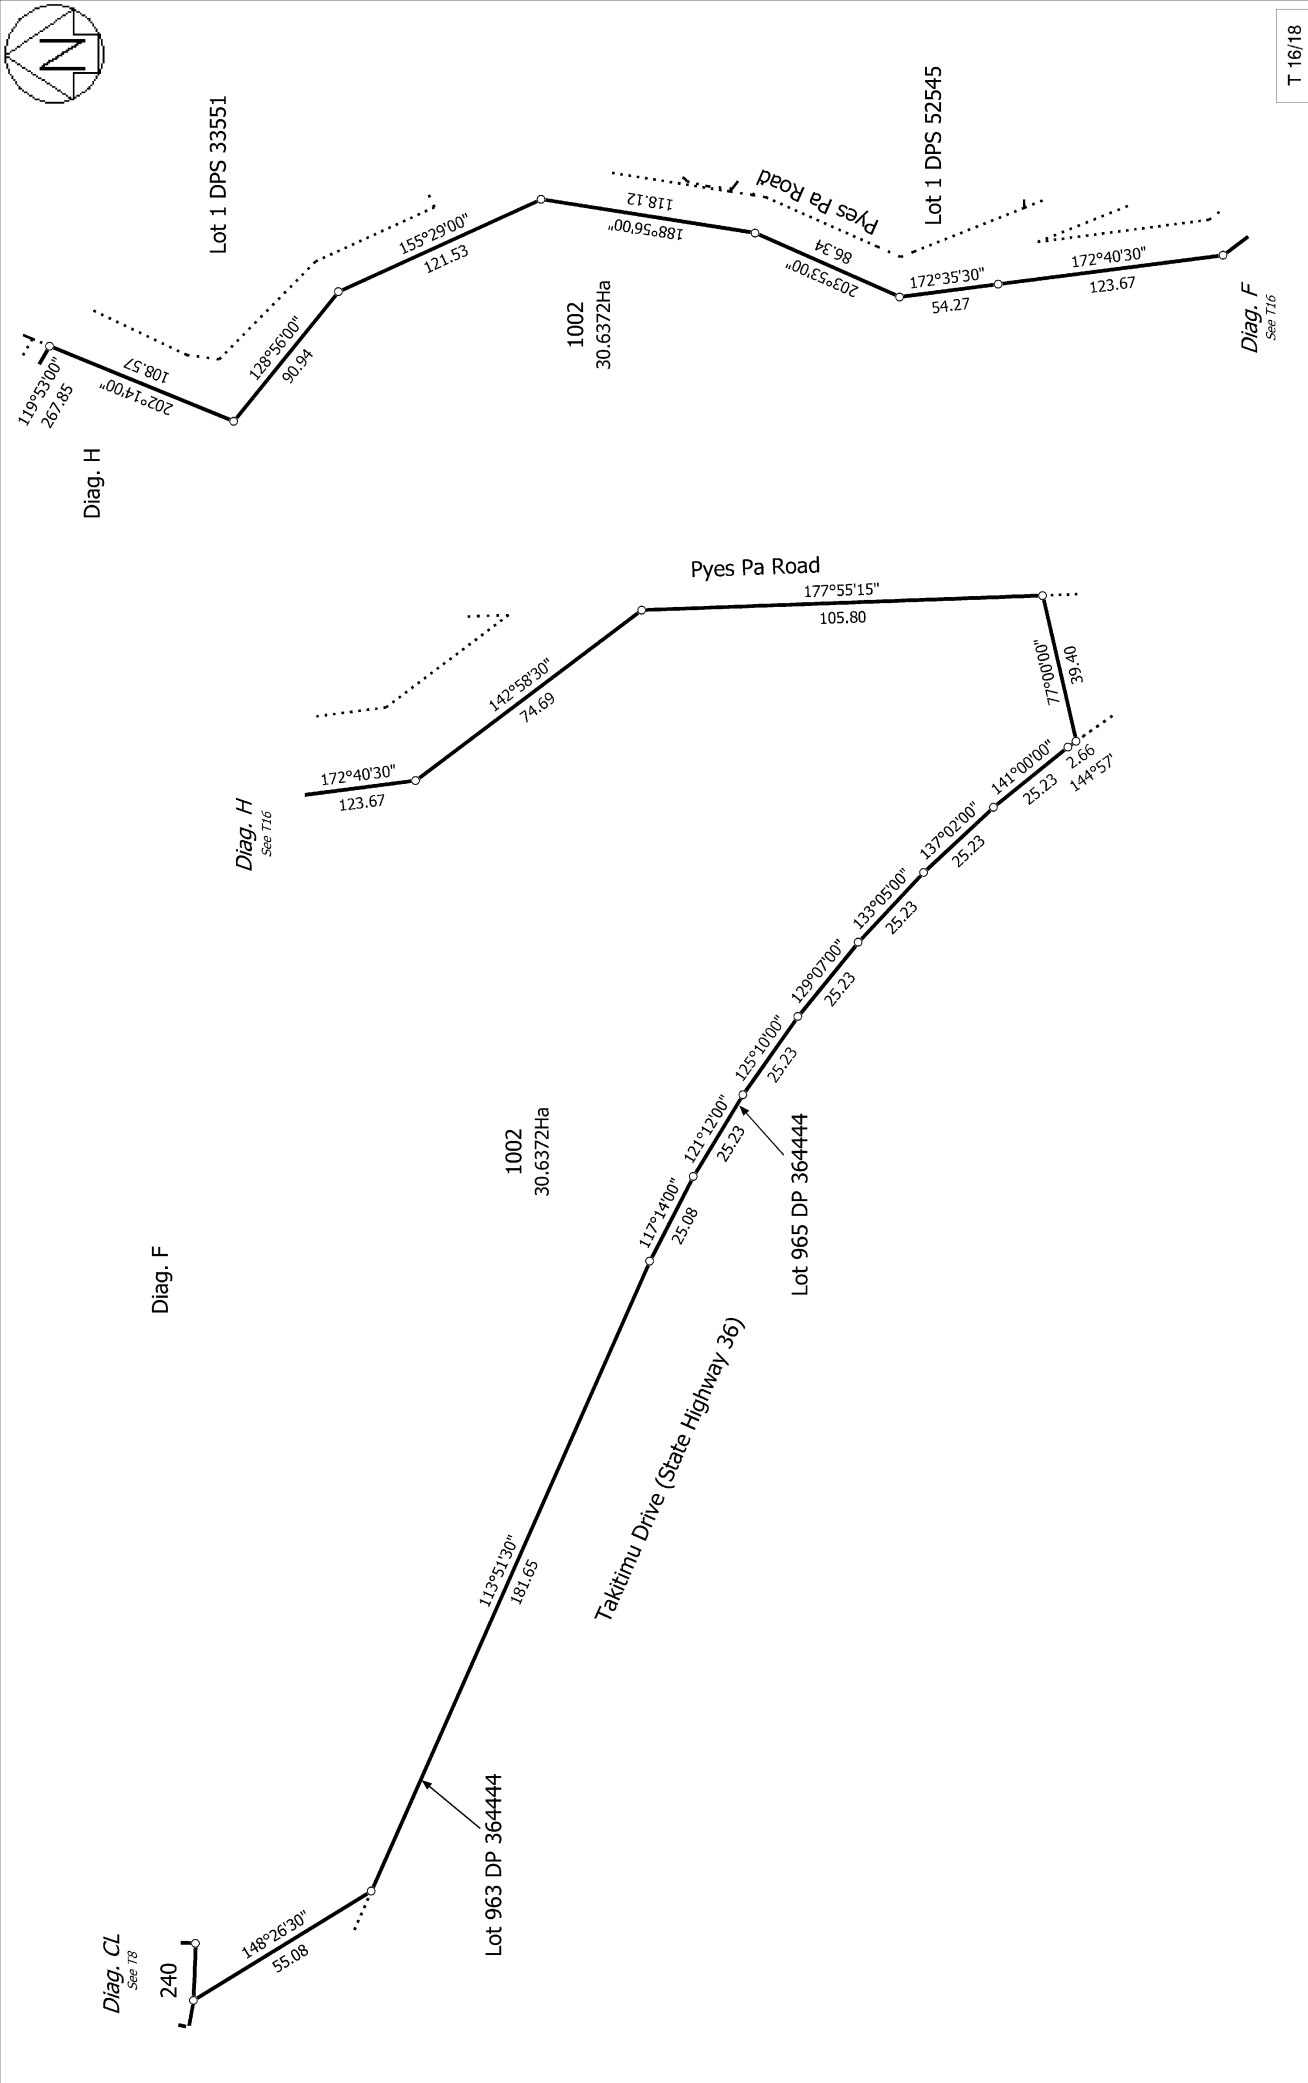 N
T 16/18
Lot 1 DPS 33551
Lot 1 DPS 52545
Pyes Pa Road
119°53'00"
267.85
202°14'00"
108.57
128°56'00"
90.94
155°29'00"
121.53
188°56'00"
118.12
203°53'00"
86.34
172°35'30"
54.27
172°40'30"
123.67
1002
30.6372Ha
Diag. F
See T16
Diag. H
Pyes Pa Road
177°55'15"
105.80
142°58'30"
74.69
172°40'30"
123.67
Diag. H
See T16
77°00'00"
39.40
2.66
144°57'
141°00'00"
25.23
137°02'00"
25.23
133°05'00"
25.23
129°07'00"
25.23
125°10'00"
25.23
121°12'00"
25.23
117°14'00"
25.08
1002
30.6372Ha
Lot 965 DP 364444
Diag. F
113°51'30"
181.65
Takitimu Drive (State Highway 36)
Lot 963 DP 364444
148°26'30"
55.08
Diag. CL
See T8
240